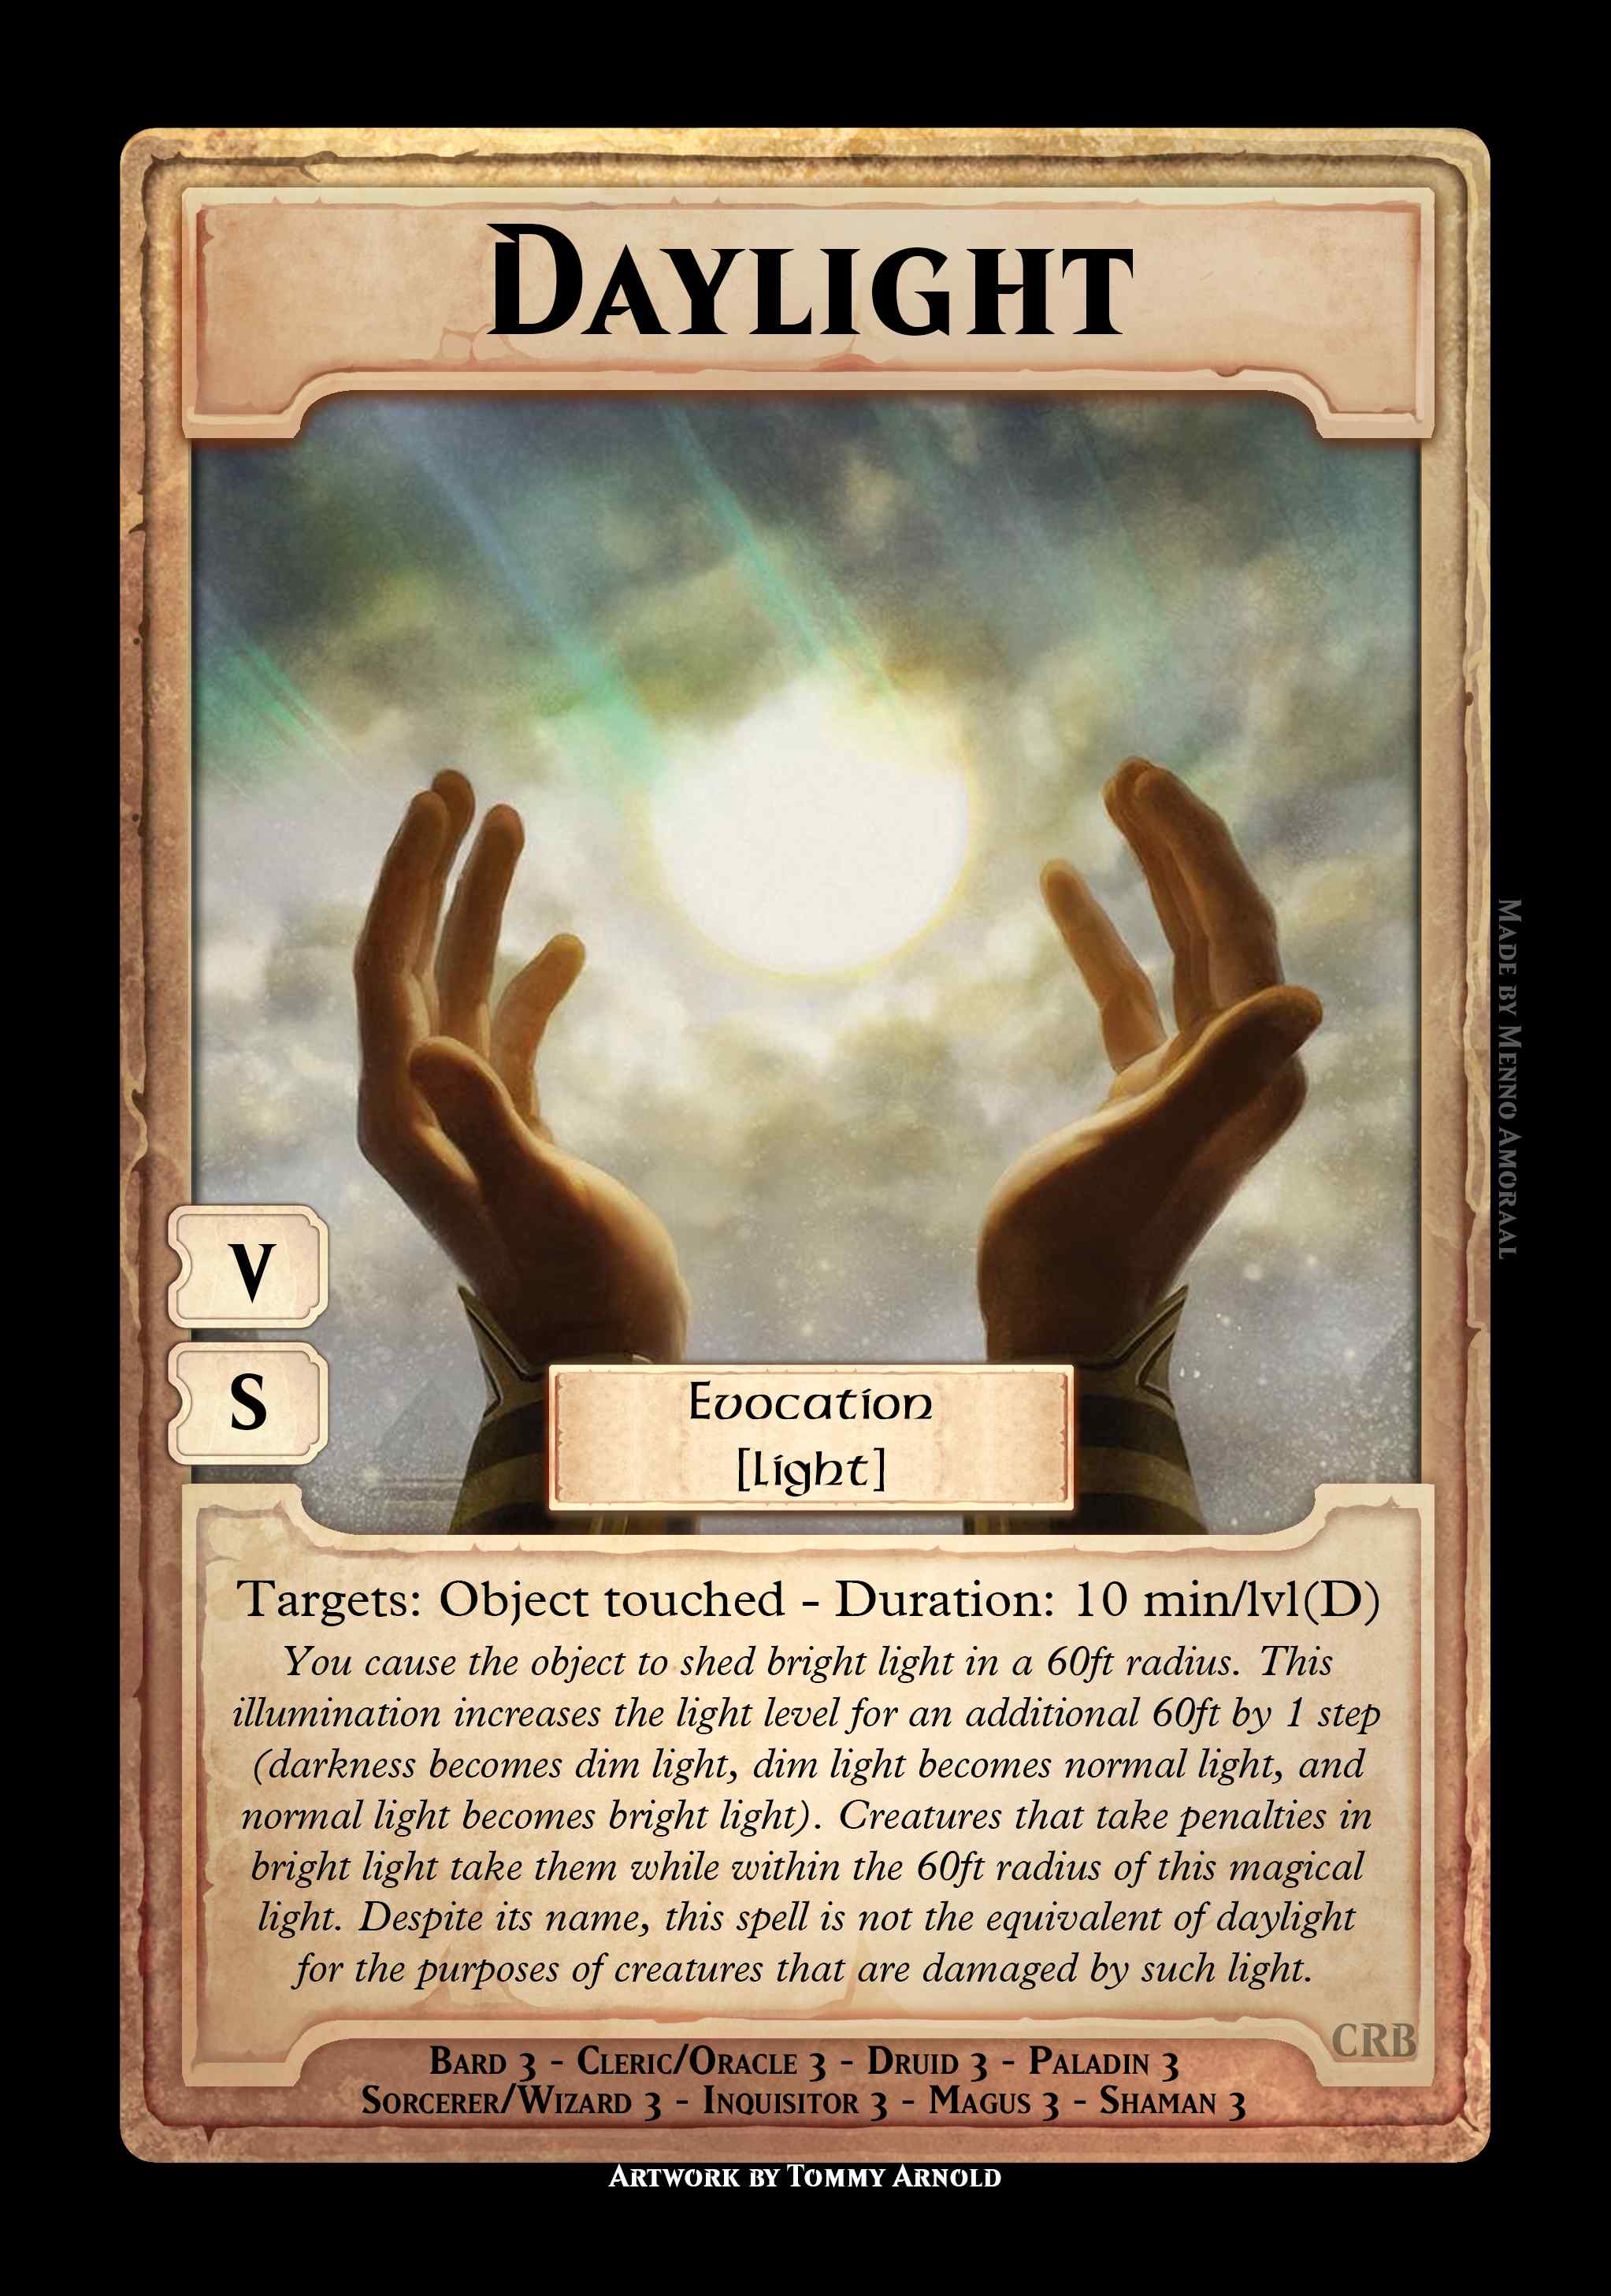 Daylight
V
S
Evocation
[Light]
Targets: Object touched - Duration: 10 min/lvl(D)
You cause the object to shed bright light in a 60ft radius. This
illumination increases the light level for an additional 60ft by 1 step
(darkness becomes dim light, dim light becomes normal light, and
normal light becomes bright light). Creatures that take penalties in
bright light take them while within the 60ft radius of this magical
light. Despite its name, this spell is not the equivalent of daylight
for the purposes of creatures that are damaged by such light.
CRB
Bard 3 - Cleric/Oracle 3 - Druid 3 - Paladin 3
Sorcerer/Wizard 3 - Inquisitor 3 - Magus 3 - Shaman 3
Artwork by Tommy Arnold
Made by Menno Amoraal